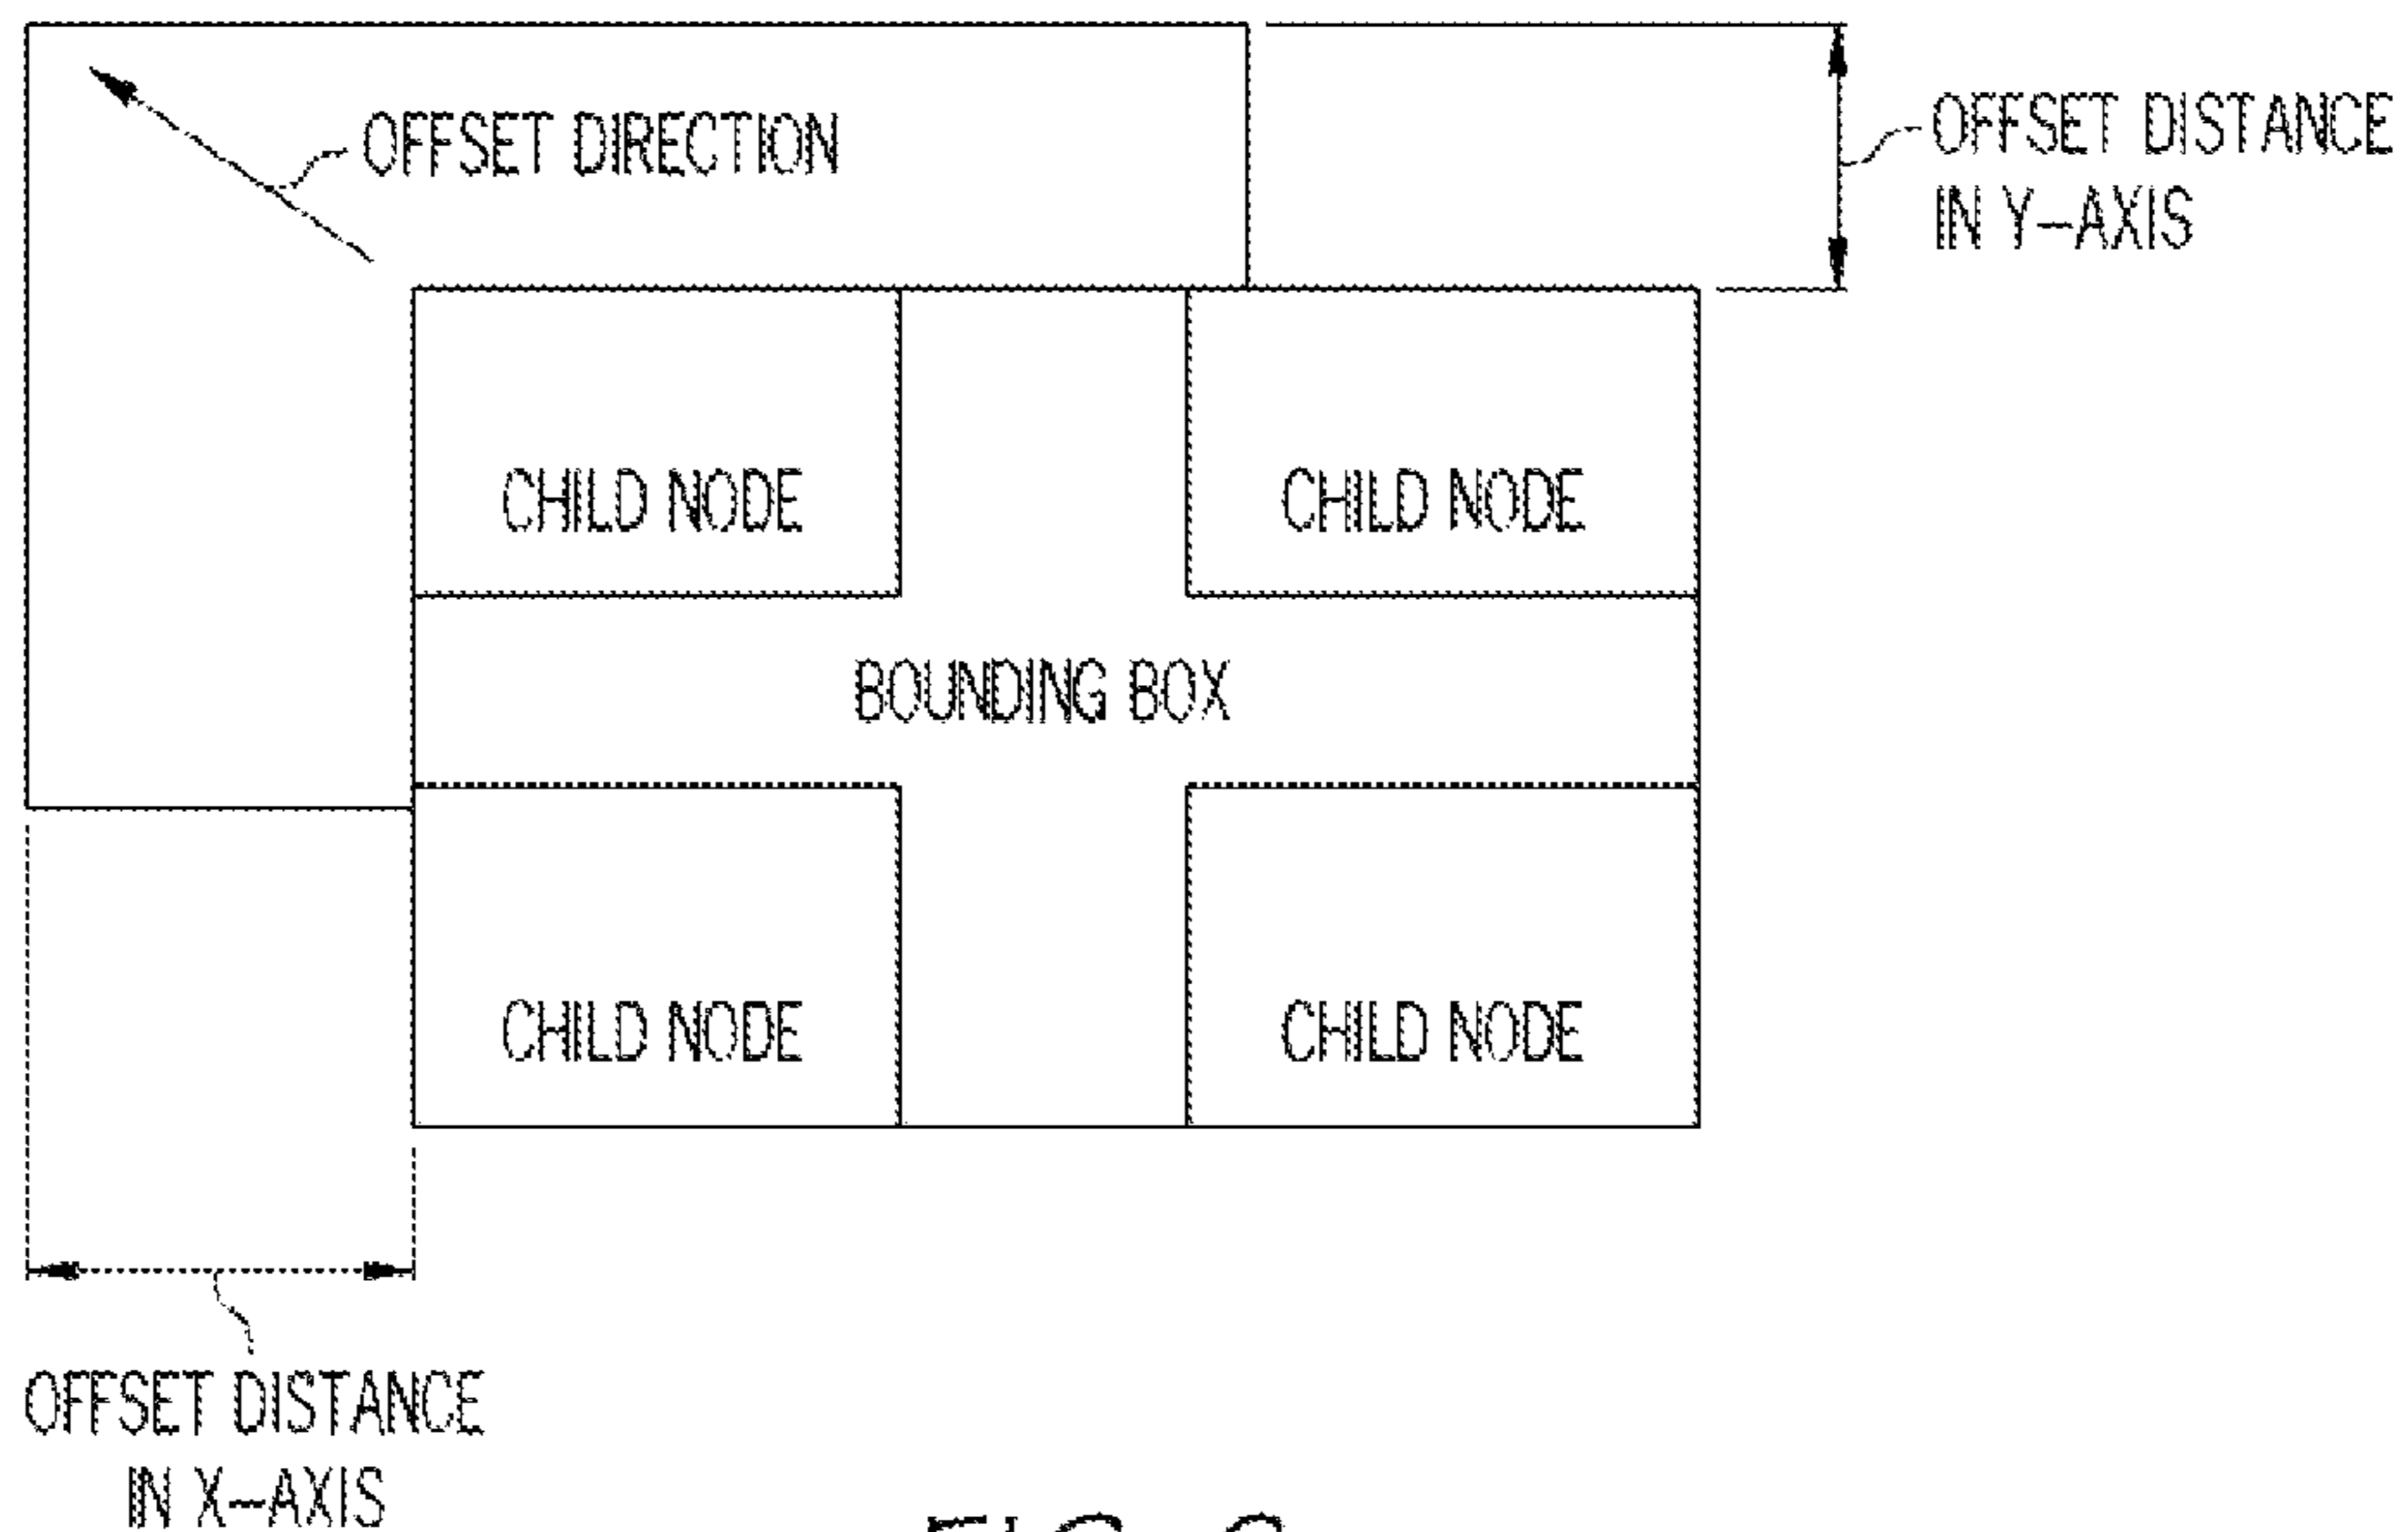 OFFSET DIRECTION
OFFSET DISTANCE
IN Y-AXIS
CHILD NODE
CHILD NODE
BOUNDING BOX
CHILD NODE
CHILD NODE
OFFSET DISTANCE
IN X-AXIS